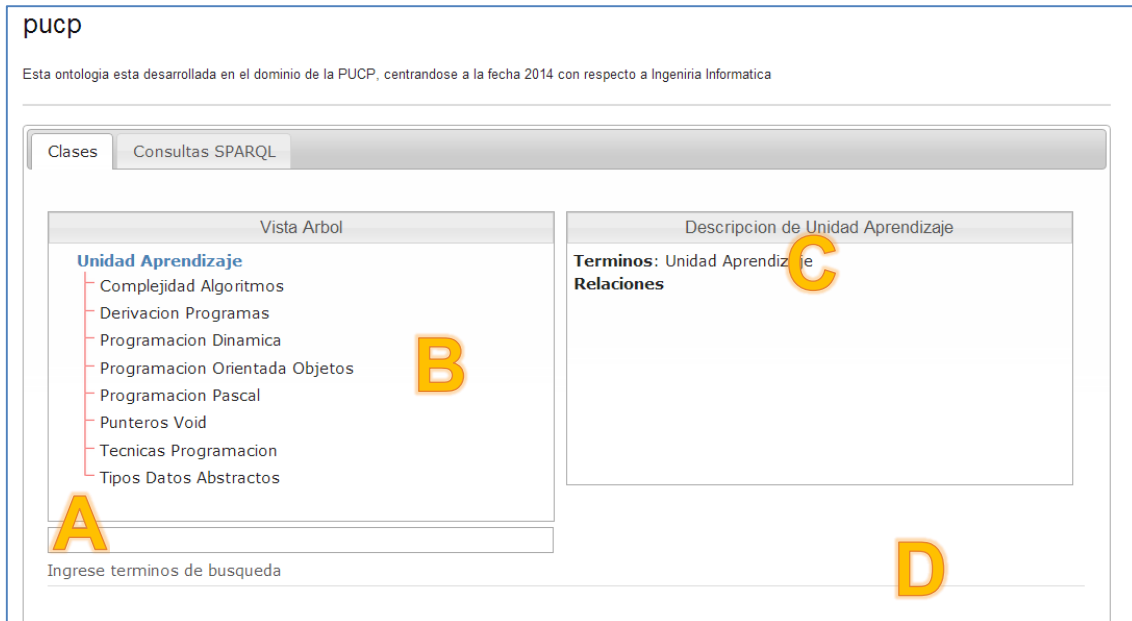 pucp
Esta ontologia esta desarrollada en el dominio de la PUCP, centrandose a la fecha 2014 con respecto a Ingeniria Informatica
Clases
Consultas SPARQL
Vista Arbol
Unidad Aprendizaje
Complejidad Algoritmos
Derivacion Programas
Programacion Dinamica
Programacion Orientada Objetos
Programacion Pascal
Punteros Void
Tecnicas Programacion
Tipos Datos Abstractos
B
A
Ingrese terminos de busqueda
Descripcion de Unidad Aprendizaje
Terminos: Unidad Aprendizaje
Relaciones
C
D